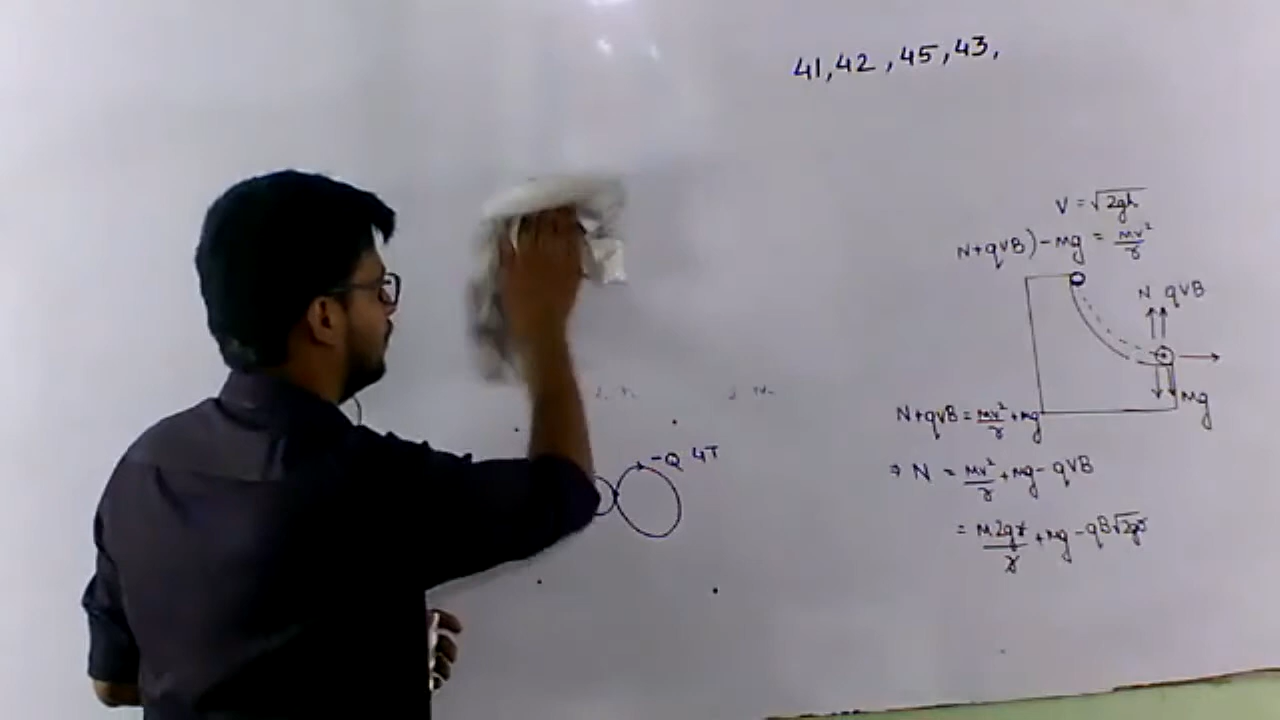 41, 42, 45, 43,
V = √2gh
N+qVB) - mg = mv²/r
N qVB
mg
N+qVB = mv²/r + mg
⇒ N = mv²/r + mg - qVB
= m2gr/r + mg - qB√2gr
-Q 4T